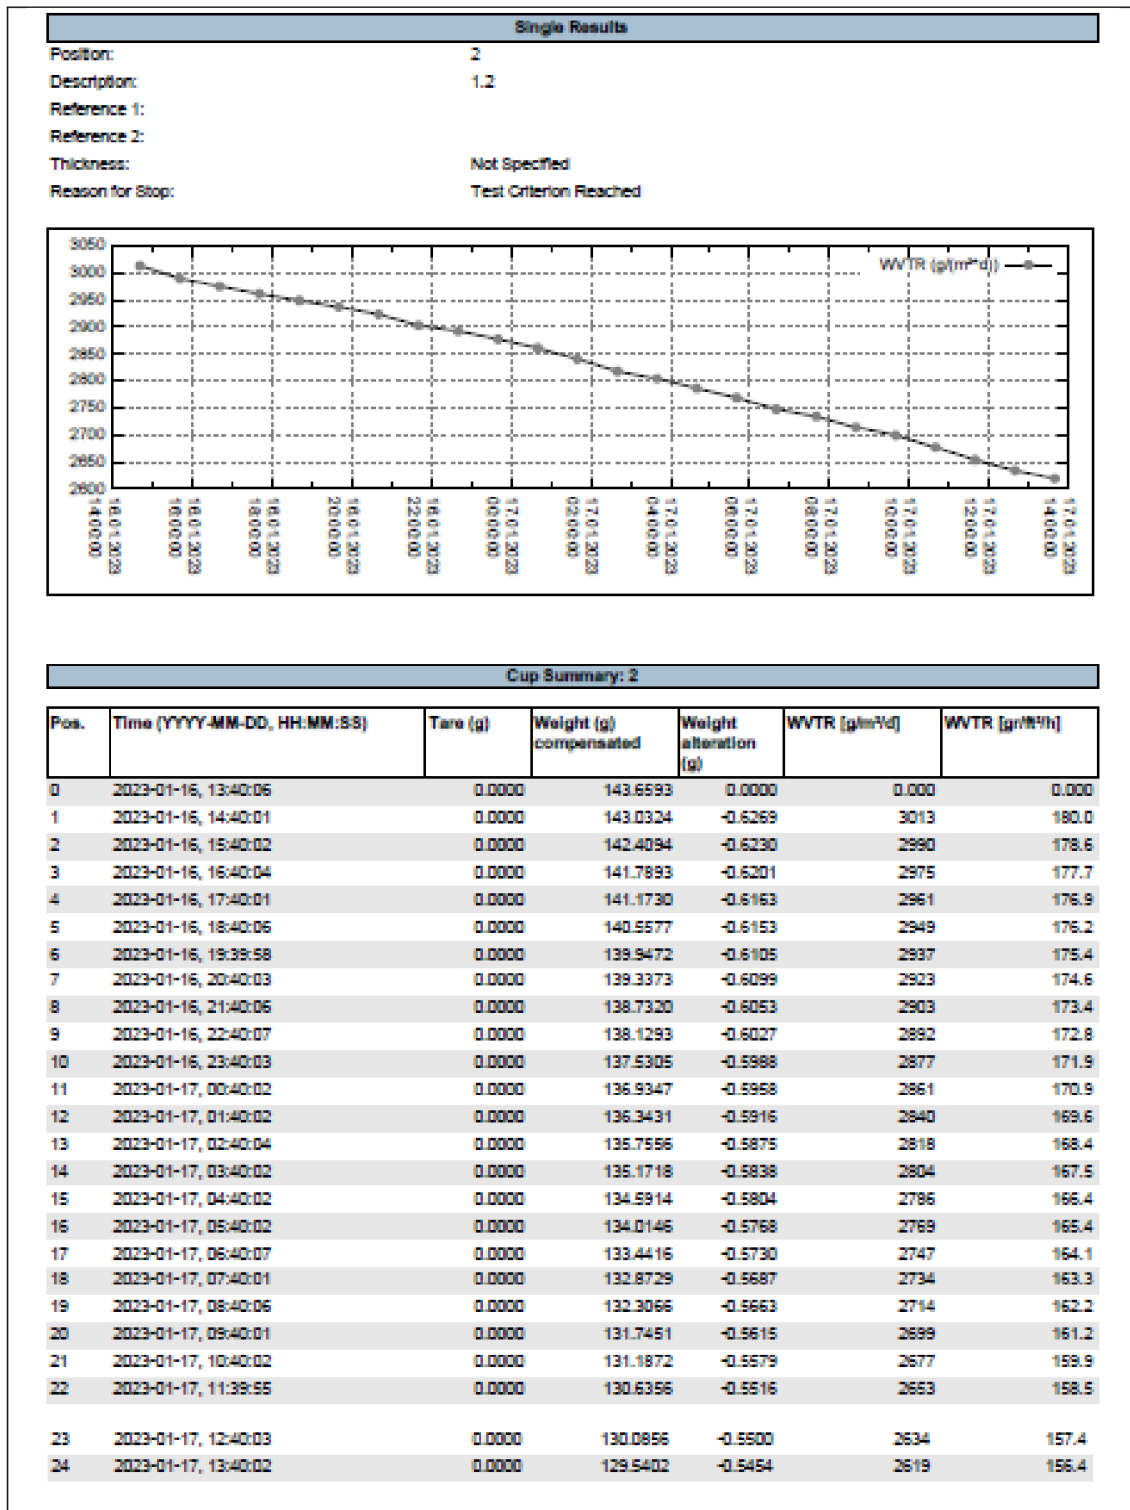 Single Results
Position: 2
Description: 1.2
Reference 1:
Reference 2:
Thickness: Not Specified
Reason for Stop: Test Criterion Reached
WVTR (g/(m²*d))
3050
3000
2950
2900
2850
2800
2750
2700
2650
2600
16.01.2023 14:00:00
16.01.2023 16:00:00
16.01.2023 18:00:00
16.01.2023 20:00:00
16.01.2023 22:00:00
17.01.2023 00:00:00
17.01.2023 02:00:00
17.01.2023 04:00:00
17.01.2023 06:00:00
17.01.2023 08:00:00
17.01.2023 10:00:00
17.01.2023 12:00:00
17.01.2023 14:00:00
Cup Summary: 2
Pos. Time (YYYY-MM-DD, HH:MM:SS) Tare (g) Weight (g) compensated Weight alteration (g) WVTR [g/m²/d] WVTR [gr/ft²/h]
0 2023-01-16, 13:40:06 0.0000 143.6593 0.0000 0.000 0.000
1 2023-01-16, 14:40:01 0.0000 143.0324 -0.6269 3013 180.0
2 2023-01-16, 15:40:02 0.0000 142.4094 -0.6230 2990 178.6
3 2023-01-16, 16:40:04 0.0000 141.7893 -0.6201 2975 177.7
4 2023-01-16, 17:40:01 0.0000 141.1730 -0.6163 2961 176.9
5 2023-01-16, 18:40:06 0.0000 140.5577 -0.6153 2949 176.2
6 2023-01-16, 19:39:58 0.0000 139.9472 -0.6105 2937 175.4
7 2023-01-16, 20:40:03 0.0000 139.3373 -0.6099 2923 174.6
8 2023-01-16, 21:40:06 0.0000 138.7320 -0.6053 2903 173.4
9 2023-01-16, 22:40:07 0.0000 138.1293 -0.6027 2892 172.8
10 2023-01-16, 23:40:03 0.0000 137.5305 -0.5988 2877 171.9
11 2023-01-17, 00:40:02 0.0000 136.9347 -0.5958 2861 170.9
12 2023-01-17, 01:40:02 0.0000 136.3431 -0.5916 2840 169.6
13 2023-01-17, 02:40:04 0.0000 135.7556 -0.5875 2818 168.4
14 2023-01-17, 03:40:02 0.0000 135.1718 -0.5838 2804 167.5
15 2023-01-17, 04:40:02 0.0000 134.5914 -0.5804 2786 166.4
16 2023-01-17, 05:40:02 0.0000 134.0146 -0.5768 2769 165.4
17 2023-01-17, 06:40:07 0.0000 133.4416 -0.5730 2747 164.1
18 2023-01-17, 07:40:01 0.0000 132.8729 -0.5687 2734 163.3
19 2023-01-17, 08:40:06 0.0000 132.3066 -0.5663 2714 162.2
20 2023-01-17, 09:40:01 0.0000 131.7451 -0.5615 2699 161.2
21 2023-01-17, 10:40:02 0.0000 131.1872 -0.5579 2677 159.9
22 2023-01-17, 11:39:55 0.0000 130.6356 -0.5516 2653 158.5
23 2023-01-17, 12:40:03 0.0000 130.0856 -0.5500 2634 157.4
24 2023-01-17, 13:40:02 0.0000 129.5402 -0.5454 2619 156.4